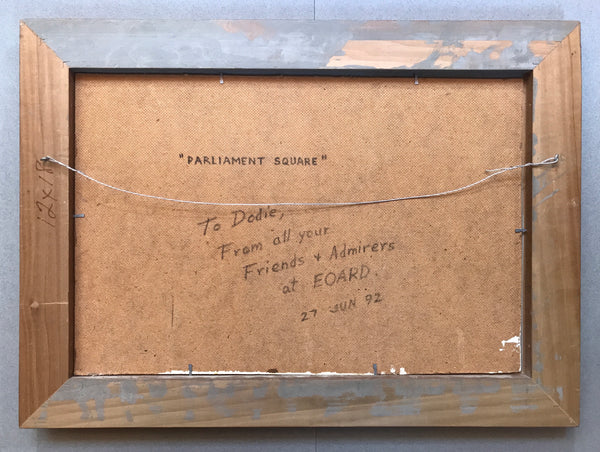 "PARLIAMENT SQUARE"
12x18
To Dodie,
From all your
Friends & Admirers
at EOARD.
27 JUN 92